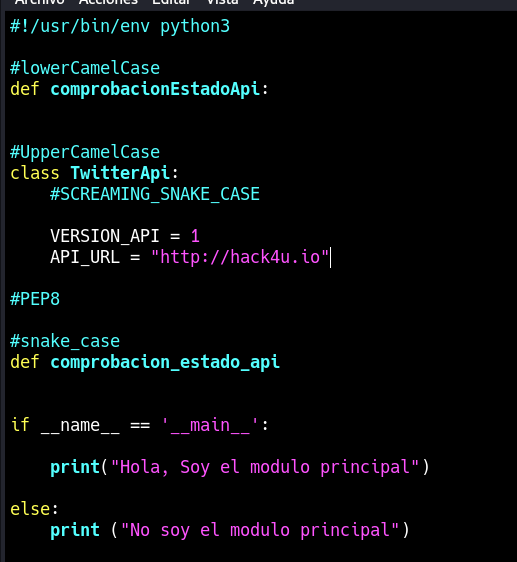 Archivo Acciones Editar Vista Ayuda
#!/usr/bin/env python3
#lowerCamelCase
def comprobacionEstadoApi:
#UpperCamelCase
class TwitterApi:
#SCREAMING_SNAKE_CASE
VERSION_API = 1
API_URL = "http://hack4u.io"
#PEP8
#snake_case
def comprobacion_estado_api
if __name__ == '__main__':
print("Hola, Soy el modulo principal")
else:
print ("No soy el modulo principal")